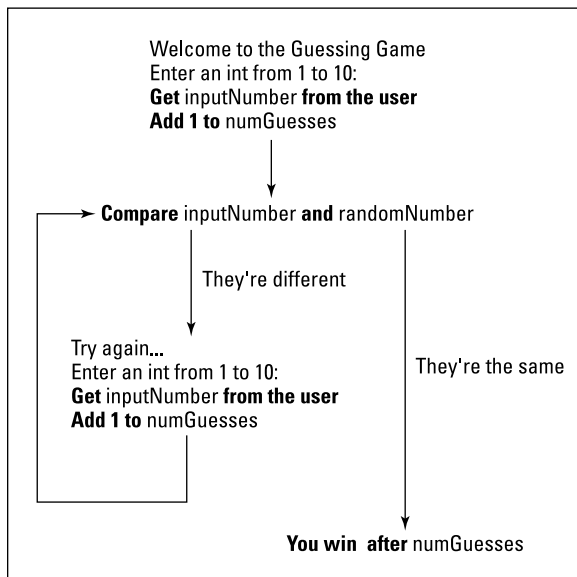 Welcome to the Guessing Game
Enter an int from 1 to 10:
Get inputNumber from the user
Add 1 to numGuesses
Compare inputNumber and randomNumber
They're different
Try again...
Enter an int from 1 to 10:
Get inputNumber from the user
Add 1 to numGuesses
They're the same
You win after numGuesses